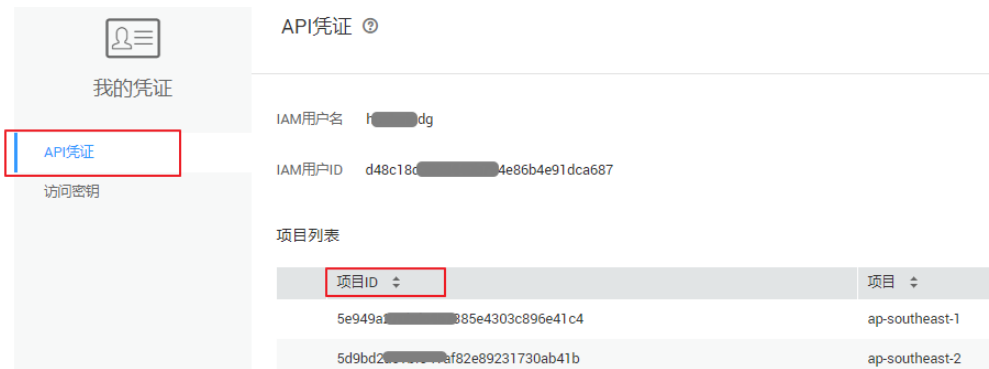 API凭证
我的凭证
API凭证
访问密钥
IAM用户名 h dg
IAM用户ID d48c18 4e86b4e91dca687
项目列表
项目ID 项目
5e949a 385e4303c896e41c4 ap-southeast-1
5d9bd2 af82e89231730ab41b ap-southeast-2